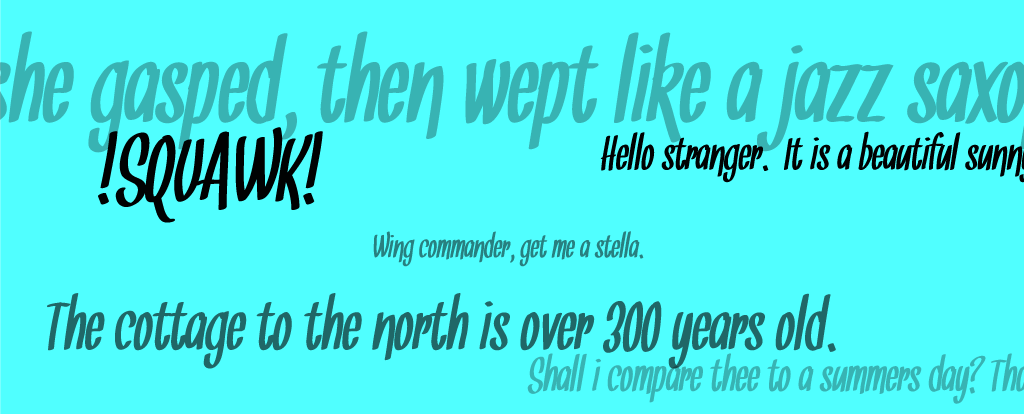 she gasped, then wept like a jazz saxo
!SQUAWK!
Hello stranger. It is a beautiful sunny
Wing commander, get me a stella.
The cottage to the north is over 300 years old.
Shall i compare thee to a summers day? Tho